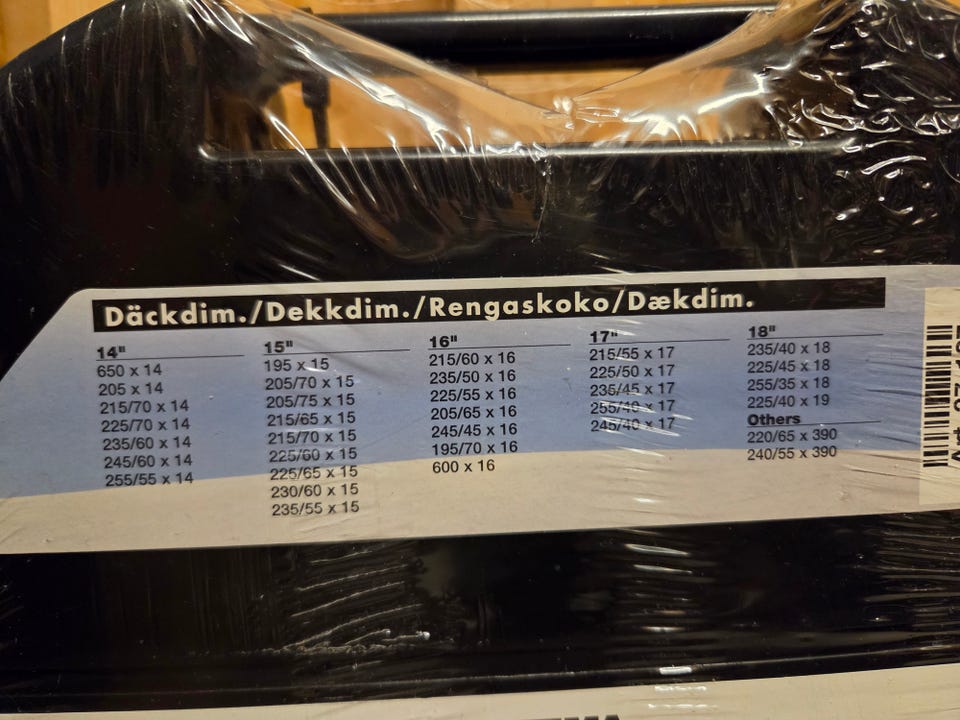 Däckdim./Dekkdim./Rengaskoko/Dækdim.
14"
650 x 14
205 x 14
215/70 x 14
225/70 x 14
235/60 x 14
245/60 x 14
255/55 x 14
15"
195 x 15
205/70 x 15
205/75 x 15
215/65 x 15
215/70 x 15
225/60 x 15
225/65 x 15
230/60 x 15
235/55 x 15
16"
215/60 x 16
235/50 x 16
225/55 x 16
205/65 x 16
245/45 x 16
195/70 x 16
600 x 16
17"
215/55 x 17
225/50 x 17
235/45 x 17
255/40 x 17
245/40 x 17
18"
235/40 x 18
225/45 x 18
255/35 x 18
225/40 x 19
Others
220/65 x 390
240/55 x 390